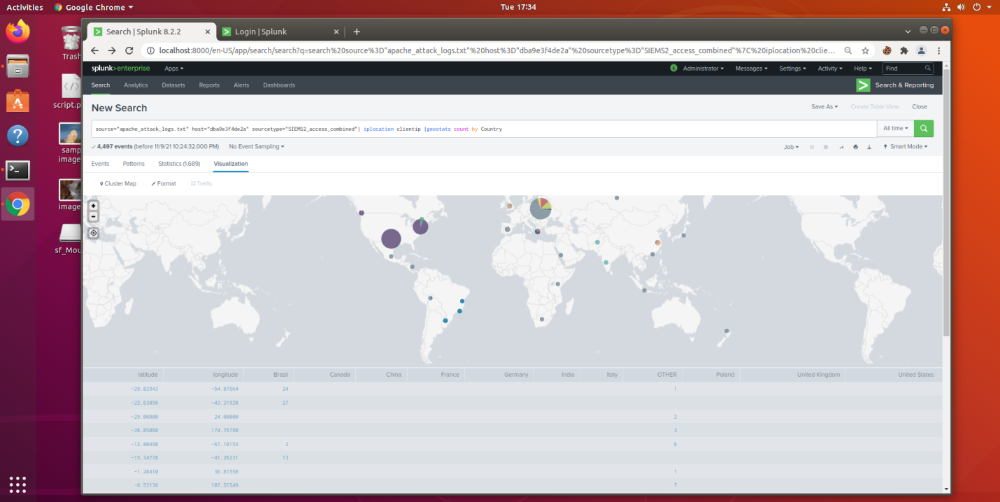 Activities Google Chrome Tue 17:34
Trash
script.p
samp
image
image
sf_Mou
Search | Splunk 8.2.2 Login | Splunk
localhost:8000/en-US/app/search/search?q=search%20source%3D"apache_attack_logs.txt"%20host%3D"dba9e3f4de2a"%20sourcetype%3D"SIEMS2_access_combined"%7C%20iplocation%20clie...
splunk>enterprise Apps Administrator Messages Settings Activity Help Find
Search Analytics Datasets Reports Alerts Dashboards Search & Reporting
New Search Save As Create Table View Close
source="apache_attack_logs.txt" host="dba9e3f4de2a" sourcetype="SIEMS2_access_combined"| iplocation clientip |geostats count by Country All time
4,497 events (before 11/9/21 10:24:32.000 PM) No Event Sampling Job Smart Mode
Events Patterns Statistics (1,689) Visualization
Cluster Map Format Trellis
latitude longitude Brazil Canada China France Germany India Italy OTHER Poland United Kingdom United States
-29.82943 -54.87564 24 1
-22.83050 -43.21920 27
-29.00000 24.00000 2
-36.85060 174.76790 3
-12.80490 -67.10153 3 6
-15.34778 -41.26231 13
-1.28410 36.81550 1
-6.53136 107.51549 7